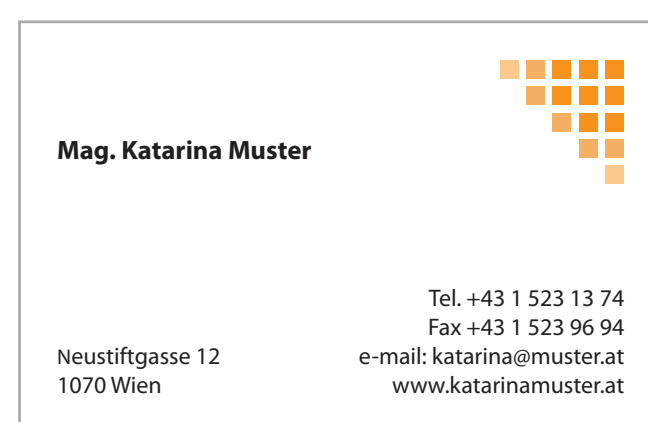 Mag. Katarina Muster
Tel. +43 1 523 13 74
Fax +43 1 523 96 94
Neustiftgasse 12
e-mail: katarina@muster.at
1070 Wien
www.katarinamuster.at